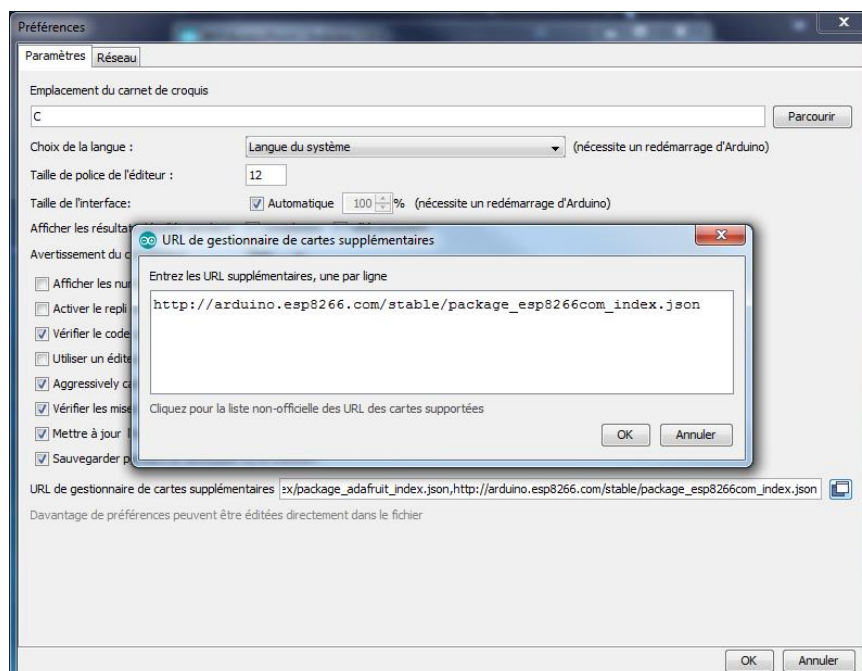 Préférences
Paramètres Réseau
Emplacement du carnet de croquis
C Parcourir
Choix de la langue : Langue du système (nécessite un redémarrage d'Arduino)
Taille de police de l'éditeur : 12
Taille de l'interface: Automatique 100 % (nécessite un redémarrage d'Arduino)
Afficher les
Avertissement du
URL de gestionnaire de cartes supplémentaires
Entrez les URL supplémentaires, une par ligne
http://arduino.esp8266.com/stable/package_esp8266com_index.json
Cliquez pour la liste non-officielle des URL des cartes supportées
OK Annuler
Afficher les
Activer le repli
Vérifier le code
Utiliser un
Aggressively
Vérifier les
Mettre à jour
Sauvegarder
URL de gestionnaire de cartes supplémentaires :ex/package_adafruit_index.json,http://arduino.esp8266.com/stable/package_esp8266com_index.json
Davantage de préférences peuvent être éditées directement dans le fichier
OK Annuler